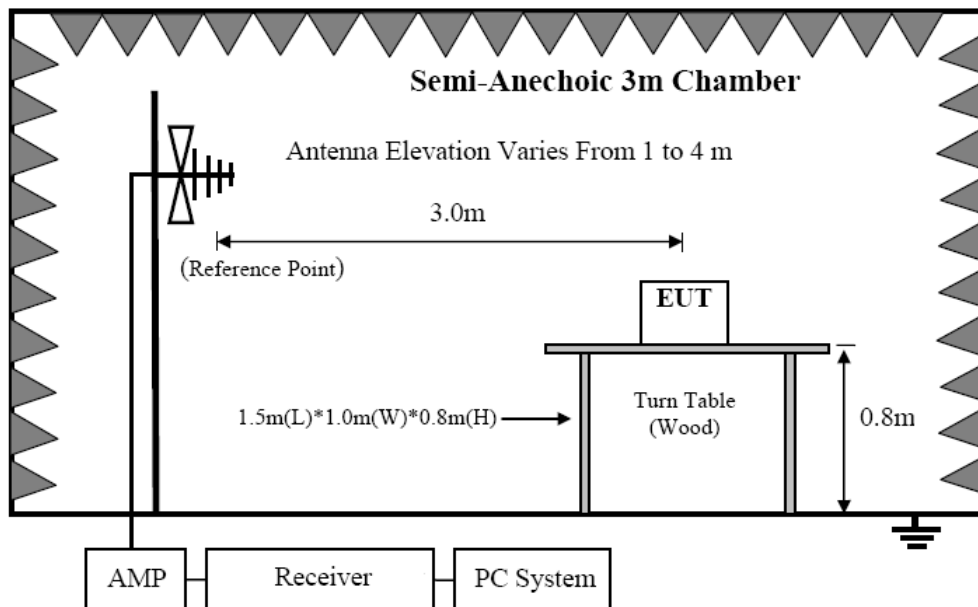 Semi-Anechoic 3m Chamber
Antenna Elevation Varies From 1 to 4 m
3.0m
(Reference Point)
EUT
1.5m(L)*1.0m(W)*0.8m(H)
Turn Table
(Wood)
0.8m
AMP
Receiver
PC System